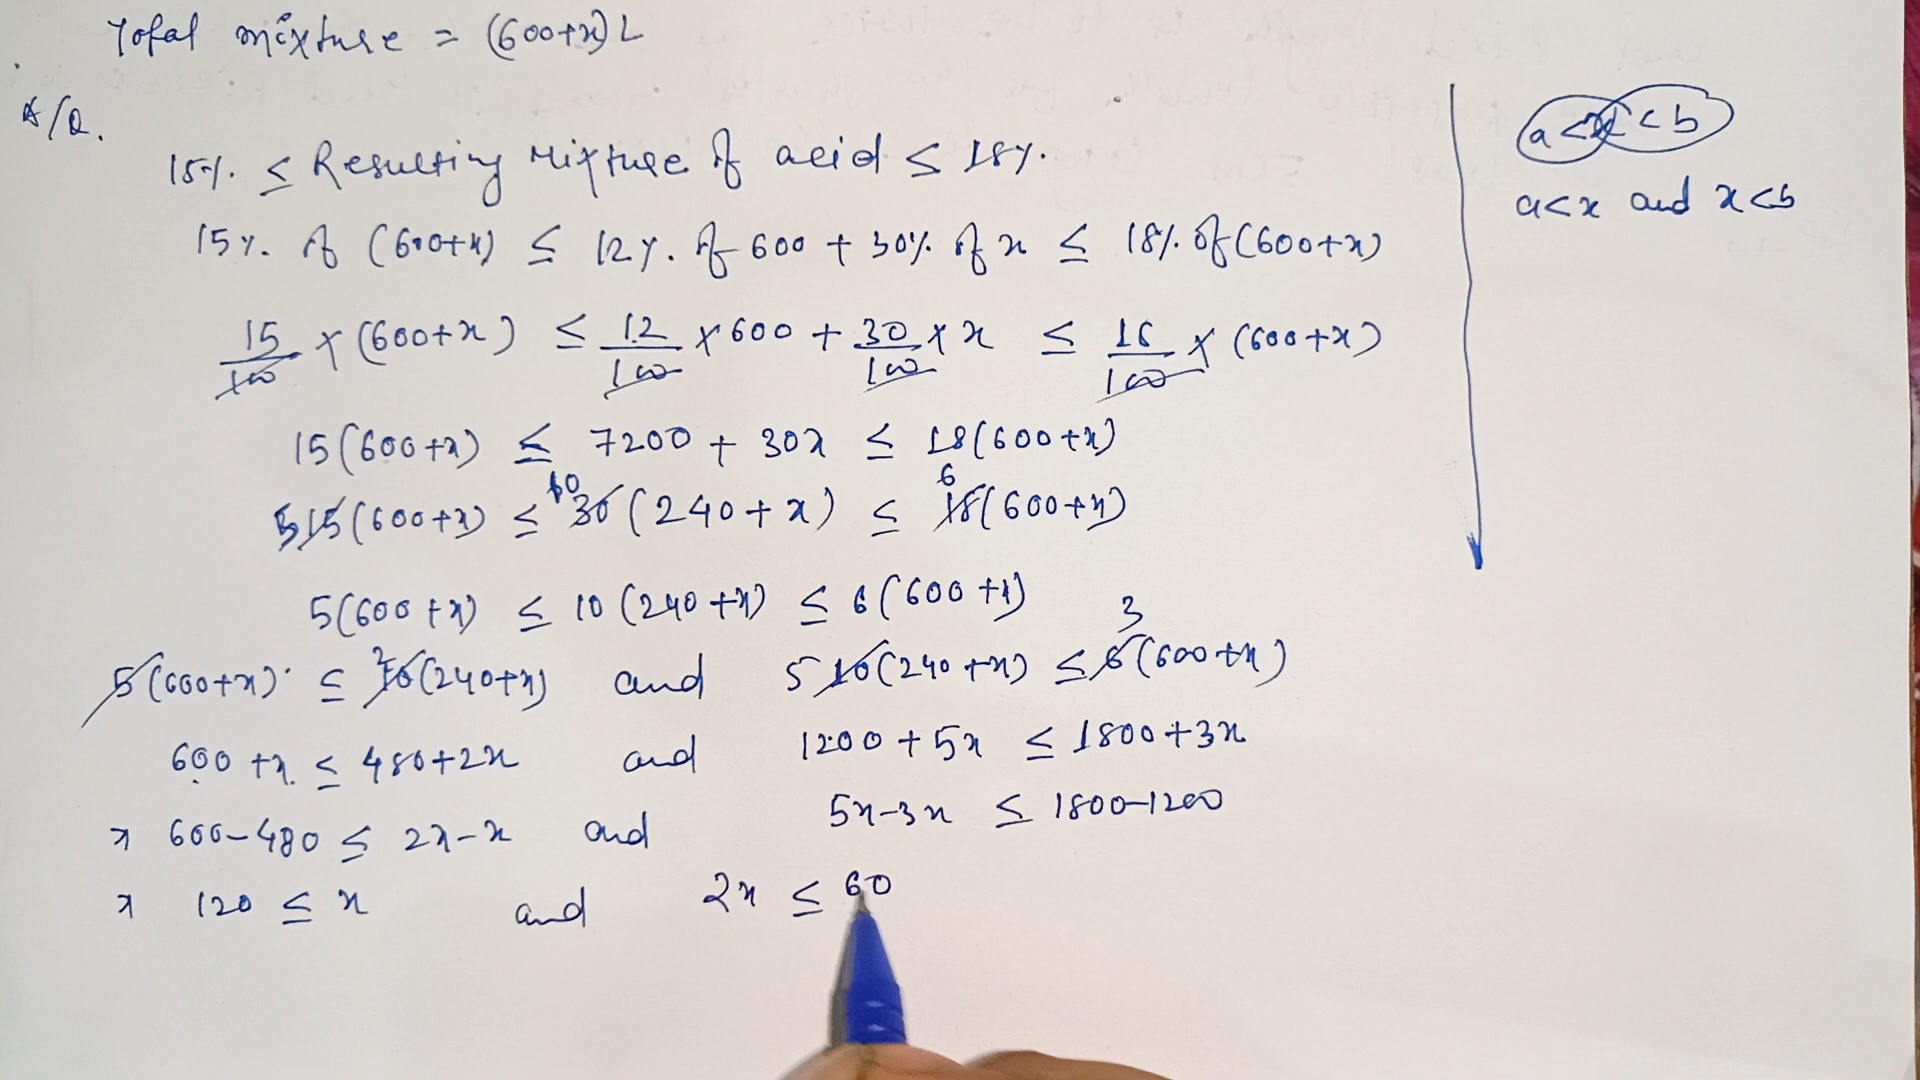 Total mixture = (600+x) L
A/Q.
15% ≤ Resulting mixture of acid ≤ 18%.
15%. of (600+x) ≤ 12%. of 600 + 30% of x ≤ 18% of (600+x)
15/100 × (600+x) ≤ 12/100 × 600 + 30/100 × x ≤ 18/100 × (600+x)
15(600+x) ≤ 7200 + 30x ≤ 18(600+x)
5 15(600+x) ≤ 10 30(240+x) ≤ 6 18(600+x)
5(600+x) ≤ 10(240+x) ≤ 6(600+x)
5(600+x) ≤ 2 10(240+x) and 5 10(240+x) ≤ 3 6(600+x)
600+x ≤ 480+2x and 1200+5x ≤ 1800+3x
⇒ 600-480 ≤ 2x-x and 5x-3x ≤ 1800-1200
⇒ 120 ≤ x and 2x ≤ 60
a<x<b
a<x and x<b